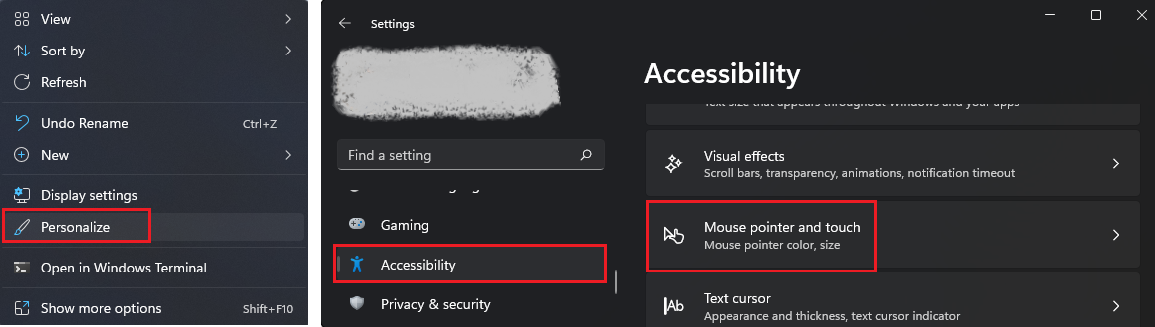 View
Sort by
Refresh
Undo Rename Ctrl+Z
New
Display settings
Personalize
Open in Windows Terminal
Show more options Shift+F10
Settings
Find a setting
Gaming
Accessibility
Privacy & security
Accessibility
Text size that appears throughout Windows and your apps
Visual effects
Scroll bars, transparency, animations, notification timeout
Mouse pointer and touch
Mouse pointer color, size
Text cursor
Appearance and thickness, text cursor indicator